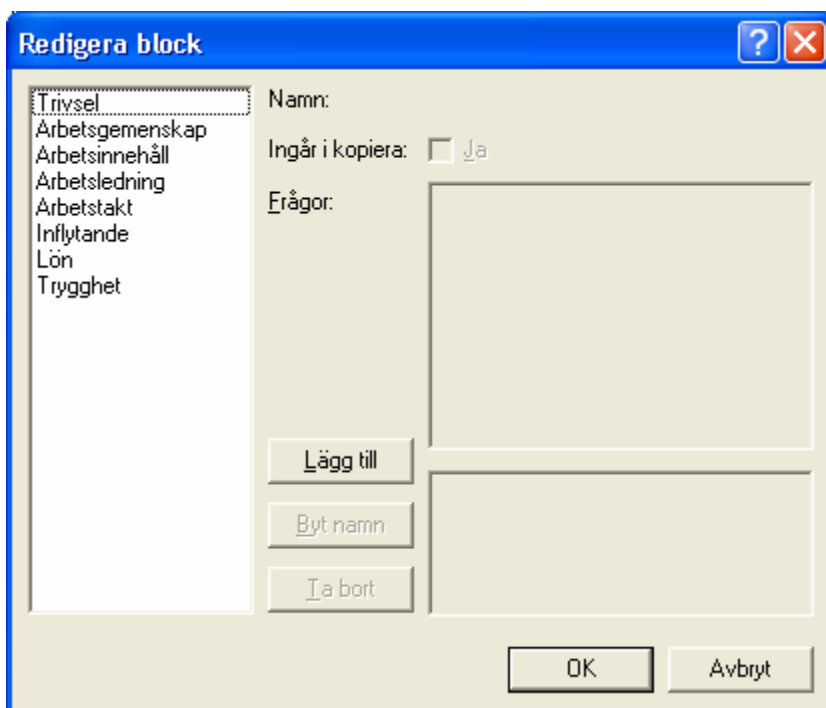 Redigera block
Trivsel
Arbetsgemenskap
Arbetsinnehåll
Arbetsledning
Arbetstakt
Inflytande
Lön
Trygghet
Namn:
Ingår i kopiera: Ja
Frågor:
Lägg till
Byt namn
Ta bort
OK Avbryt